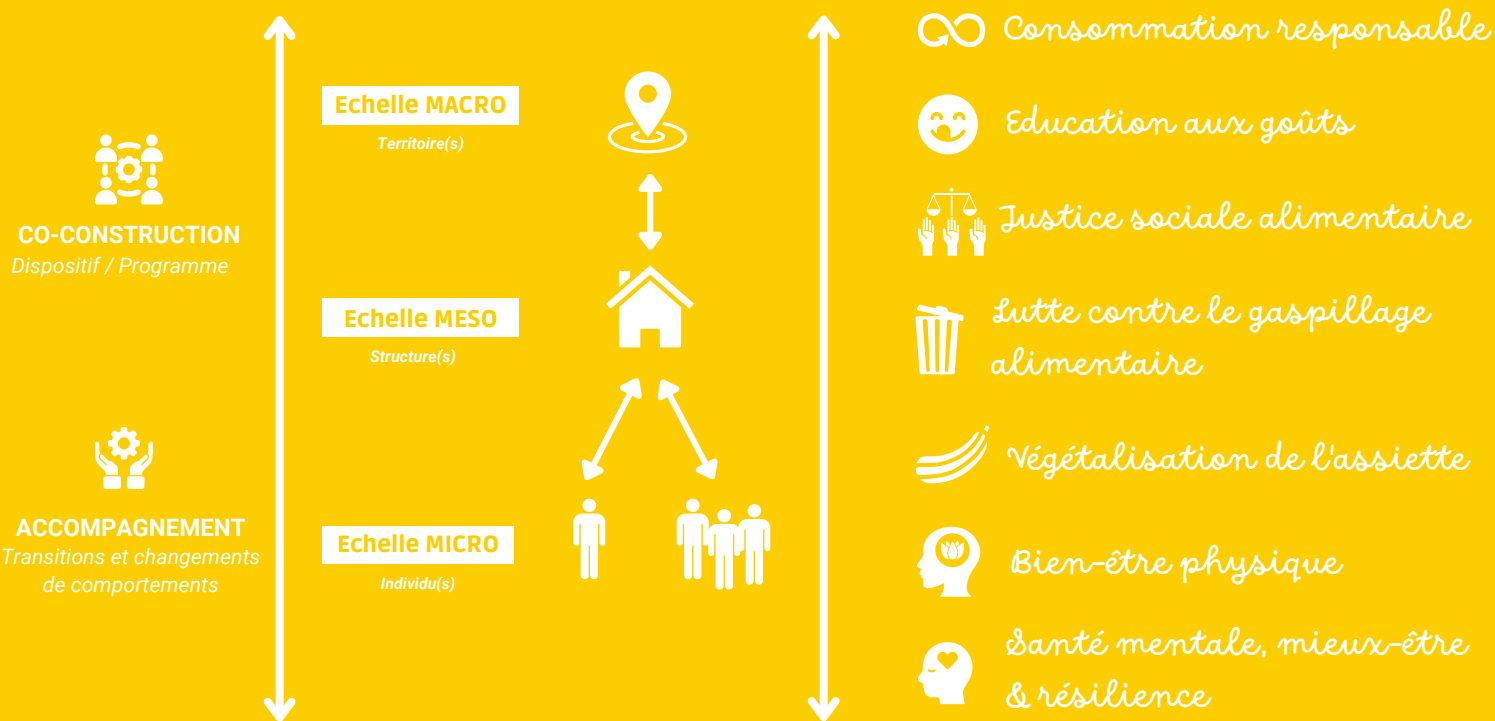 CO-CONSTRUCTION
Dispositif / Programme
ACCOMPAGNEMENT
Transitions et changements
de comportements
Echelle MACRO
Territoire(s)
Echelle MESO
Structure(s)
Echelle MICRO
Individu(s)
Consommation responsable
Education aux goûts
Justice sociale alimentaire
Lutte contre le gaspillage
alimentaire
Végétalisation de l'assiette
Bien-être physique
Santé mentale, mieux-être
& résilience